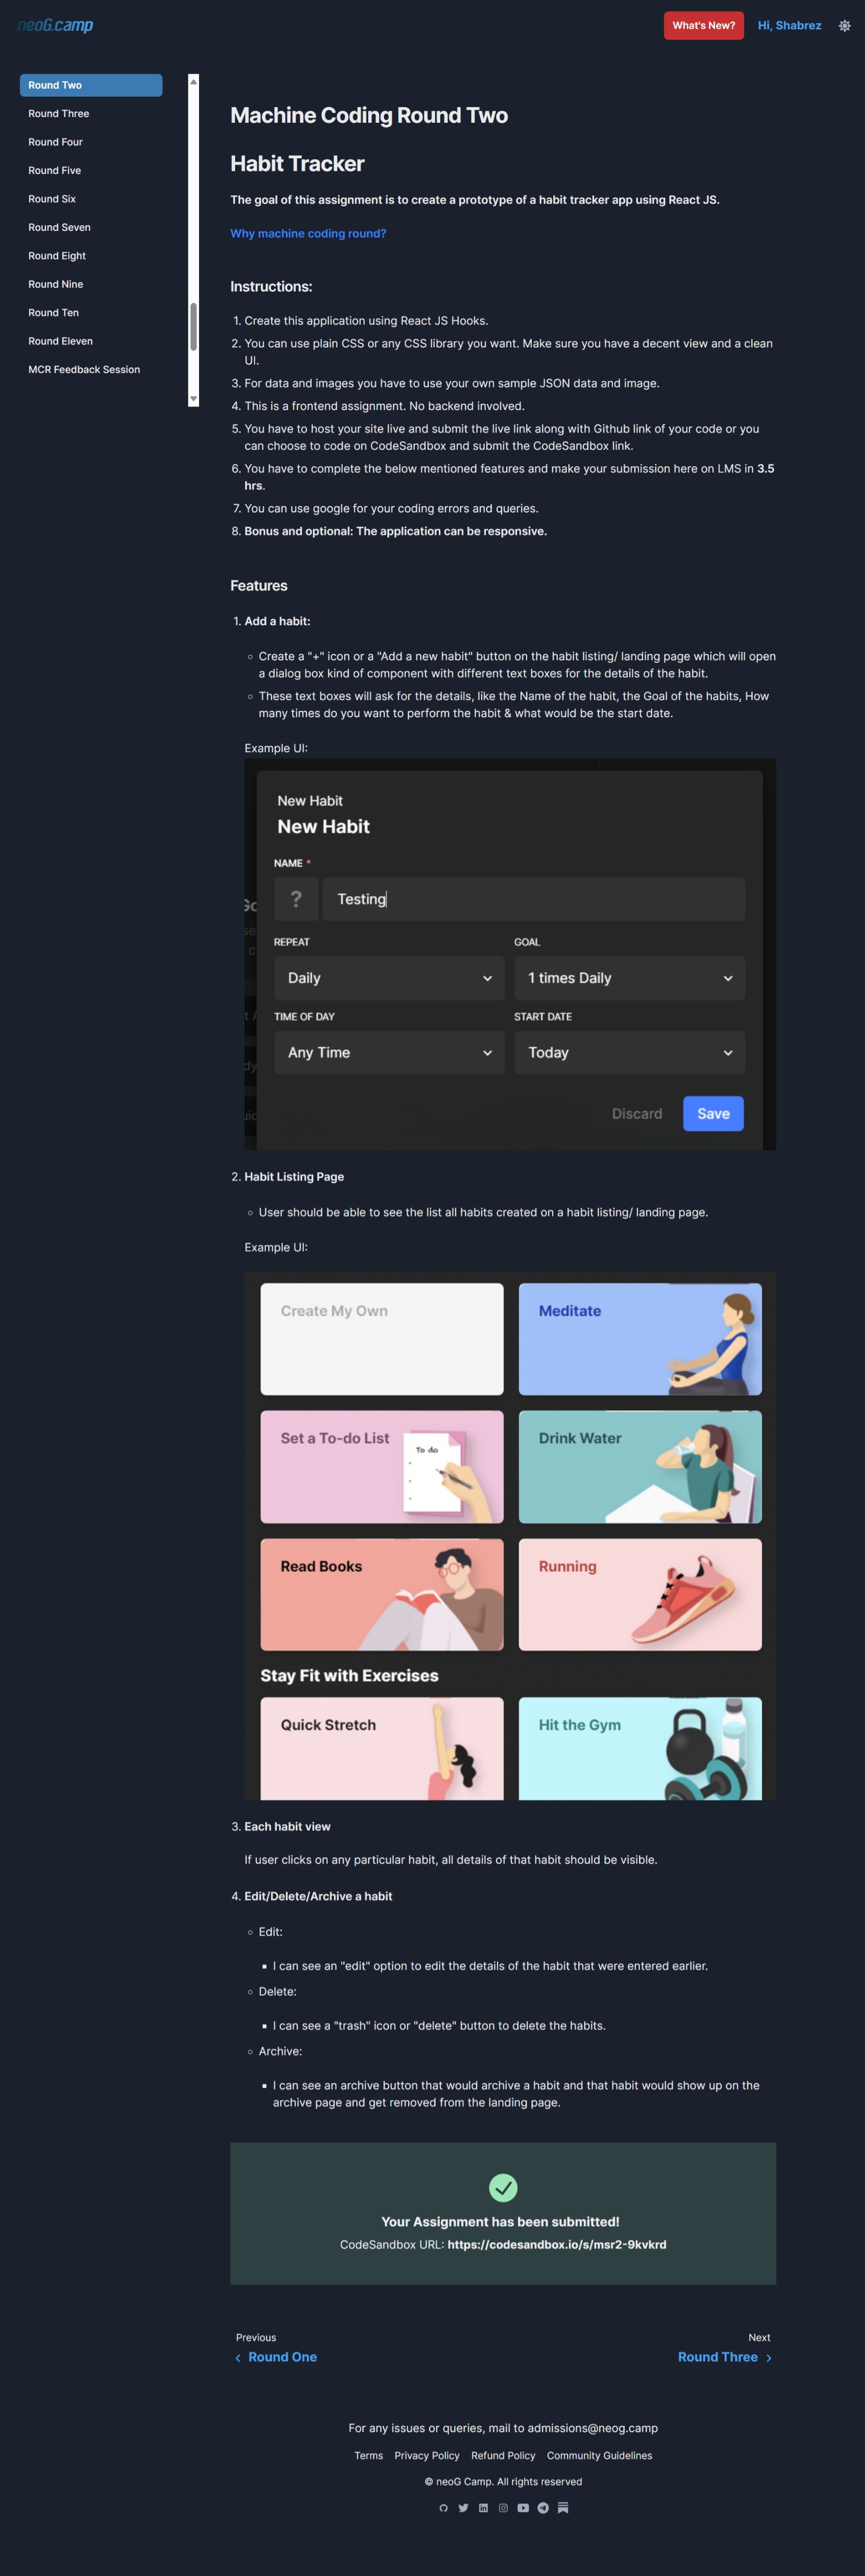 neoG.camp
What's New?
Hi, Shabrez
Round Two
Round Three
Round Four
Round Five
Round Six
Round Seven
Round Eight
Round Nine
Round Ten
Round Eleven
MCR Feedback Session
Machine Coding Round Two
Habit Tracker
The goal of this assignment is to create a prototype of a habit tracker app using React JS.
Why machine coding round?
Instructions:
1. Create this application using React JS Hooks.
2. You can use plain CSS or any CSS library you want. Make sure you have a decent view and a clean
UI.
3. For data and images you have to use your own sample JSON data and image.
4. This is a frontend assignment. No backend involved.
5. You have to host your site live and submit the live link along with Github link of your code or you
can choose to code on CodeSandbox and submit the CodeSandbox link.
6. You have to complete the below mentioned features and make your submission here on LMS in 3.5
hrs.
7. You can use google for your coding errors and queries.
8. Bonus and optional: The application can be responsive.
Features
1. Add a habit:
Create a "+" icon or a "Add a new habit" button on the habit listing/ landing page which will open
a dialog box kind of component with different text boxes for the details of the habit.
These text boxes will ask for the details, like the Name of the habit, the Goal of the habits, How
many times do you want to perform the habit & what would be the start date.
Example UI:
New Habit
New Habit
NAME *
? Testing
REPEAT GOAL
Daily 1 times Daily
TIME OF DAY START DATE
Any Time Today
Discard Save
2. Habit Listing Page
User should be able to see the list all habits created on a habit listing/ landing page.
Example UI:
Create My Own Meditate
Set a To-do List Drink Water
To do
Read Books Running
Stay Fit with Exercises
Quick Stretch Hit the Gym
3. Each habit view
If user clicks on any particular habit, all details of that habit should be visible.
4. Edit/Delete/Archive a habit
Edit:
I can see an "edit" option to edit the details of the habit that were entered earlier.
Delete:
I can see a "trash" icon or "delete" button to delete the habits.
Archive:
I can see an archive button that would archive a habit and that habit would show up on the
archive page and get removed from the landing page.
Your Assignment has been submitted!
CodeSandbox URL: https://codesandbox.io/s/msr2-9kvkrd
Previous Next
Round One Round Three
For any issues or queries, mail to admissions@neog.camp
Terms Privacy Policy Refund Policy Community Guidelines
© neoG Camp. All rights reserved